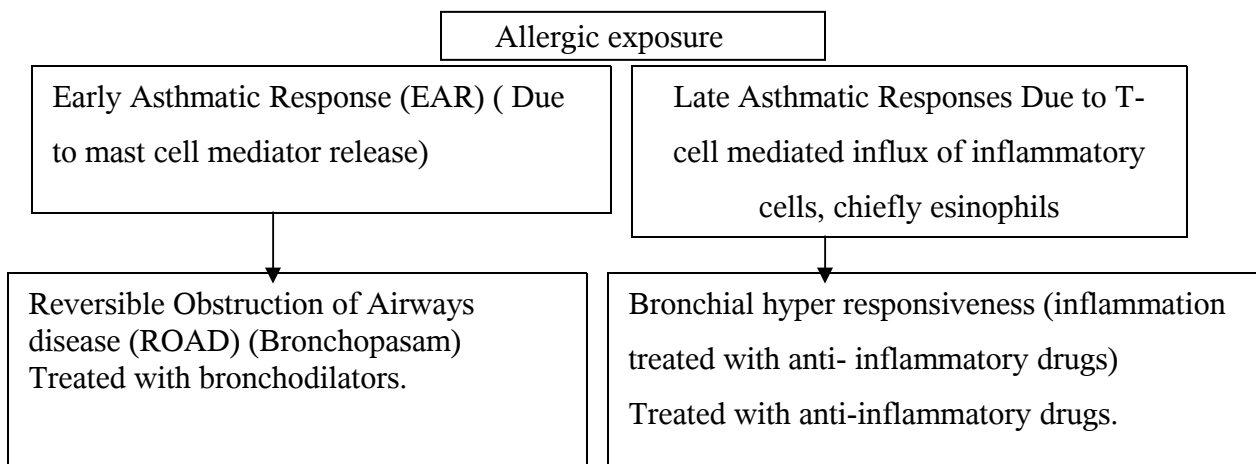 Allergic exposure
Early Asthmatic Response (EAR) ( Due
to mast cell mediator release)
Late Asthmatic Responses Due to T-
cell mediated influx of inflammatory
cells, chiefly esinophils
Reversible Obstruction of Airways
disease (ROAD) (Bronchopasam)
Treated with bronchodilators.
Bronchial hyper responsiveness (inflammation
treated with anti- inflammatory drugs)
Treated with anti-inflammatory drugs.